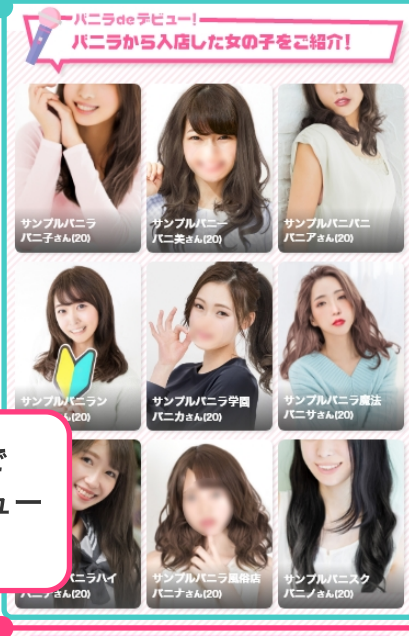 バニラdeデビュー!
バニラから入店した女の子をご紹介!
サンプルバニラ
バニ子さん(20)
サンプルバニー
バニ美さん(20)
サンプルバニバニ
バニアさん(20)
サンプルバニラン
ん(20)
サンプルバニラ学園
バニカさん(20)
サンプルバニラ魔法
バニサさん(20)
で
ュー
ニラハイ
さん(20)
サンプルバニラ風俗店
バニナさん(20)
サンプルバニスク
バニノさん(20)